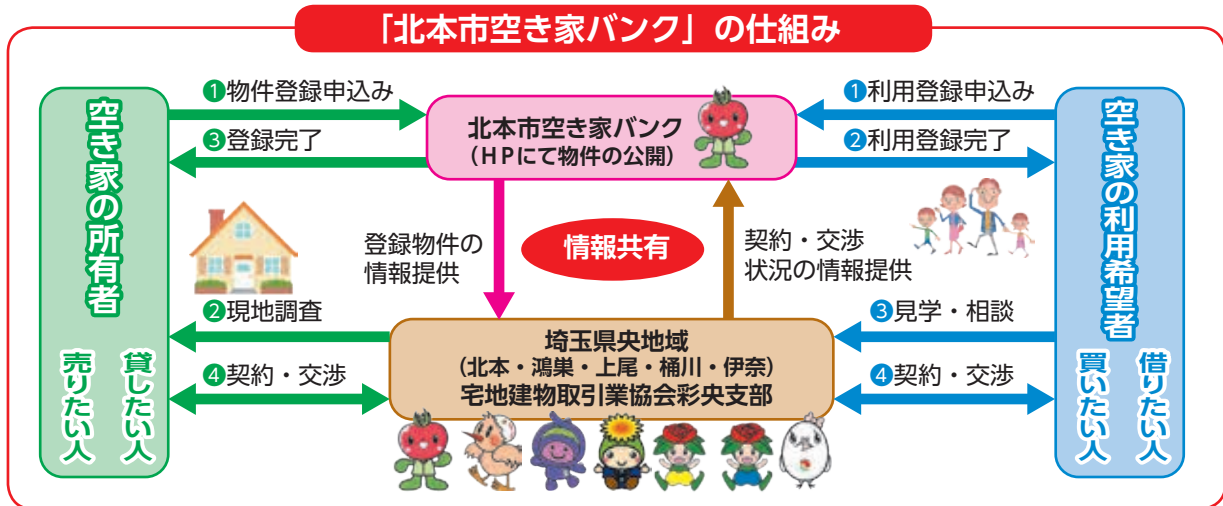 「北本市空き家バンク」の仕組み
空き家の所有者
貸したい人
売りたい人
❶物件登録申込み
❸登録完了
北本市空き家バンク
（HPにて物件の公開）
❶利用登録申込み
❷利用登録完了
空き家の利用希望者
借りたい人
買いたい人
登録物件の
情報提供
情報共有
契約・交渉
状況の情報提供
❷現地調査
❹契約・交渉
埼玉県央地域
（北本・鴻巣・上尾・桶川・伊奈）
宅地建物取引業協会彩央支部
❸見学・相談
❹契約・交渉